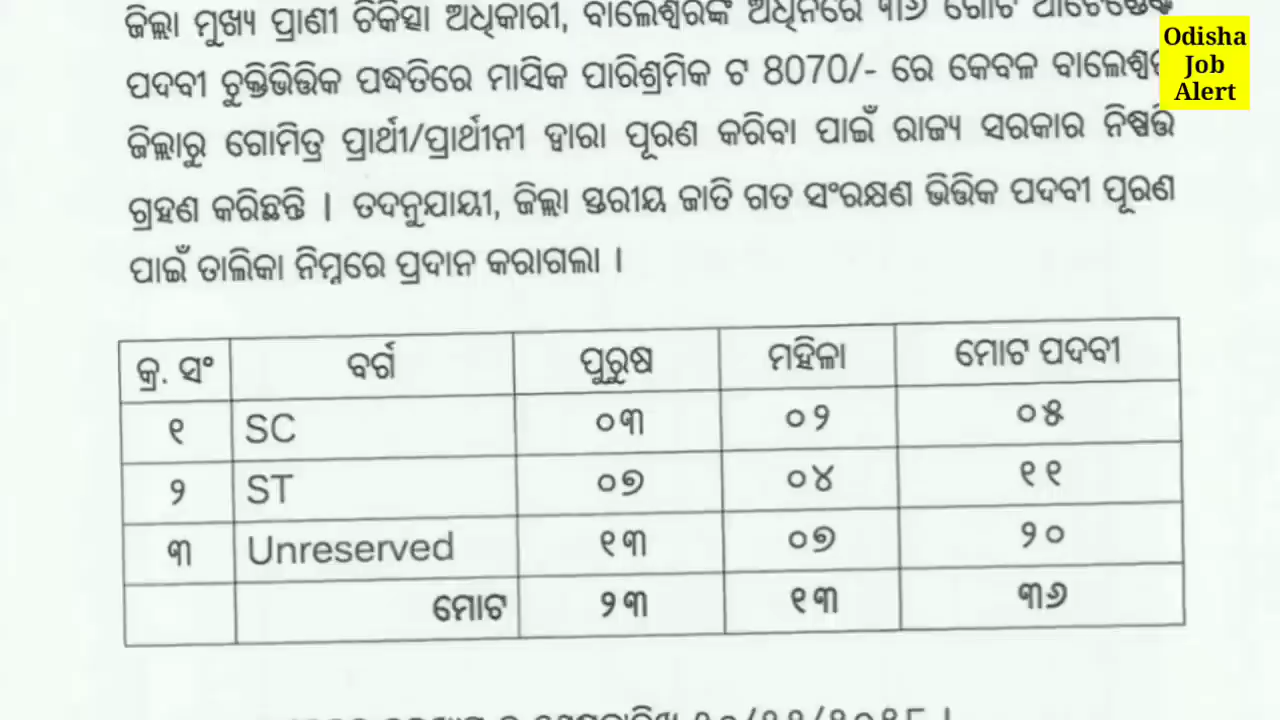 ଜିଲ୍ଲା ମୁଖ୍ୟ ପ୍ରାଣୀ ଚିକିତ୍ସା ଅଧିକାରୀ, ବାଲେଶ୍ୱରଙ୍କ ଅଧିନରେ ୩୬ ଗୋଟି
Odisha
Job
Alert
ପଦବୀ ଚୁକ୍ତିଭିତ୍ତିକ ପଦ୍ଧତିରେ ମାସିକ ପାରିଶ୍ରମିକ ଟ 8070/- ରେ କେବଳ
ଜିଲ୍ଲାରୁ ଗୋମିତ୍ର ପ୍ରାର୍ଥୀ/ପ୍ରାର୍ଥୀନୀ ଦ୍ୱାରା ପୂରଣ କରିବା ପାଇଁ ରାଜ୍ୟ ସରକାର ନିଷ୍ପତ୍ତି
ଗ୍ରହଣ କରିଛନ୍ତି । ତଦନୁଯାୟୀ, ଜିଲ୍ଲା ସ୍ତରୀୟ ଜାତି ଗତ ସଂରକ୍ଷଣ ଭିତ୍ତିକ ପଦବୀ ପୂରଣ
ପାଇଁ ତାଲିକା ନିମ୍ନରେ ପ୍ରଦାନ କରାଗଲା ।
କ୍ର. ସଂ ବର୍ଗ ପୁରୁଷ ମହିଳା ମୋଟ ପଦବୀ
୧ SC ୦୩ ୦୨ ୦୫
୨ ST ୦୭ ୦୪ ୧୧
୩ Unreserved ୧୩ ୦୭ ୨୦
ମୋଟ ୨୩ ୧୩ ୩୬